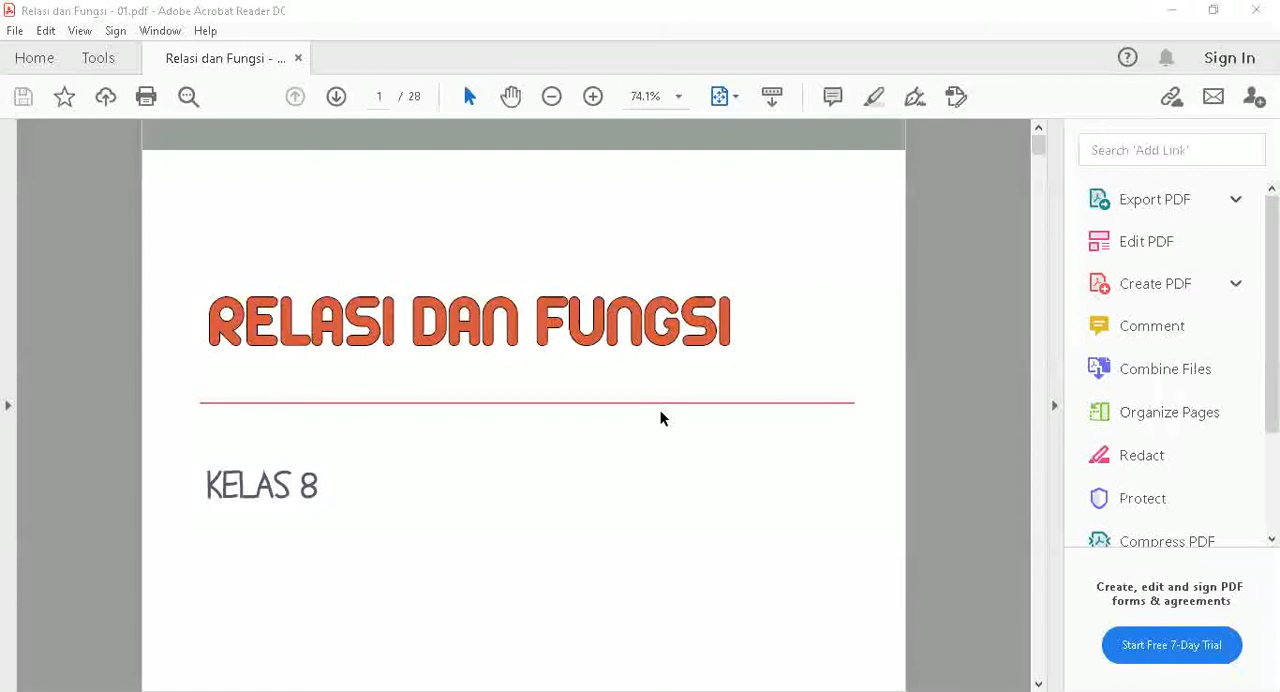 Relasi dan Fungsi - 01.pdf - Adobe Acrobat Reader DC
File Edit View Sign Window Help
Home Tools Relasi dan Fungsi - ... Sign In
1 / 28 74.1%
Search 'Add Link'
Export PDF
Edit PDF
Create PDF
Comment
Combine Files
Organize Pages
Redact
Protect
Compress PDF
RELASI DAN FUNGSI
KELAS 8
Create, edit and sign PDF
forms & agreements
Start Free 7-Day Trial